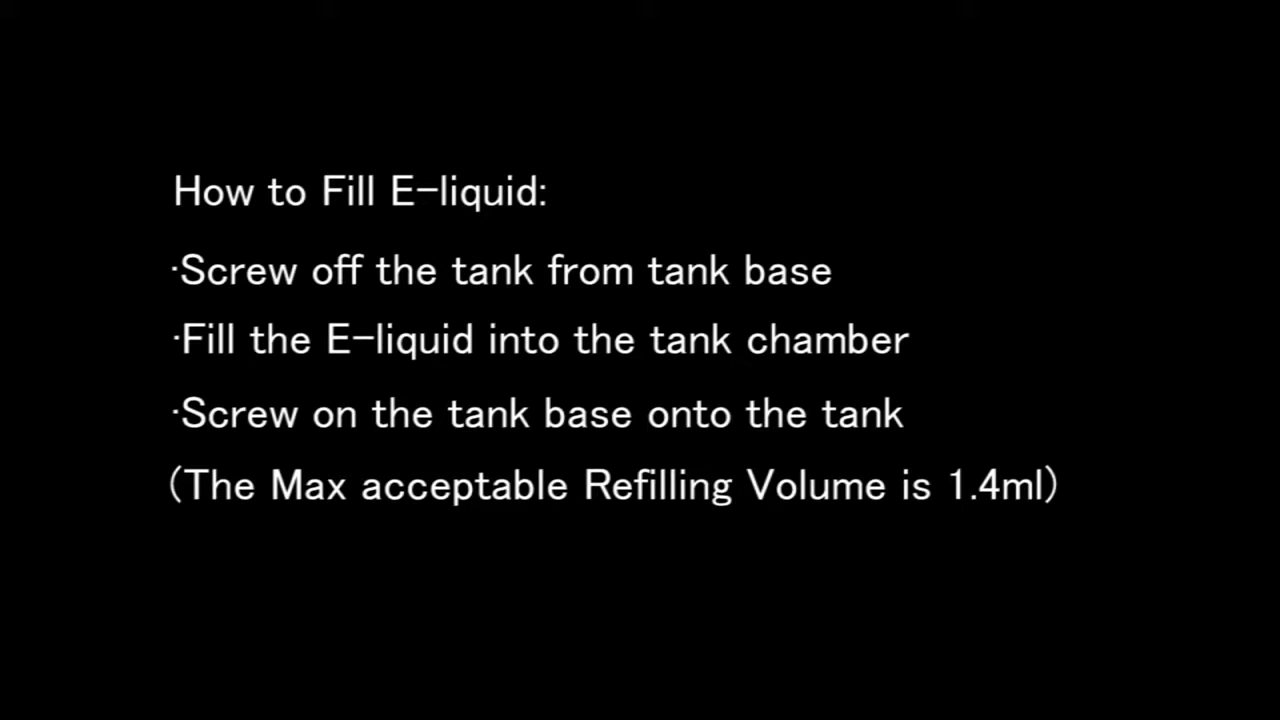 How to Fill E-liquid:
·Screw off the tank from tank base
·Fill the E-liquid into the tank chamber
·Screw on the tank base onto the tank
(The Max acceptable Refilling Volume is 1.4ml)